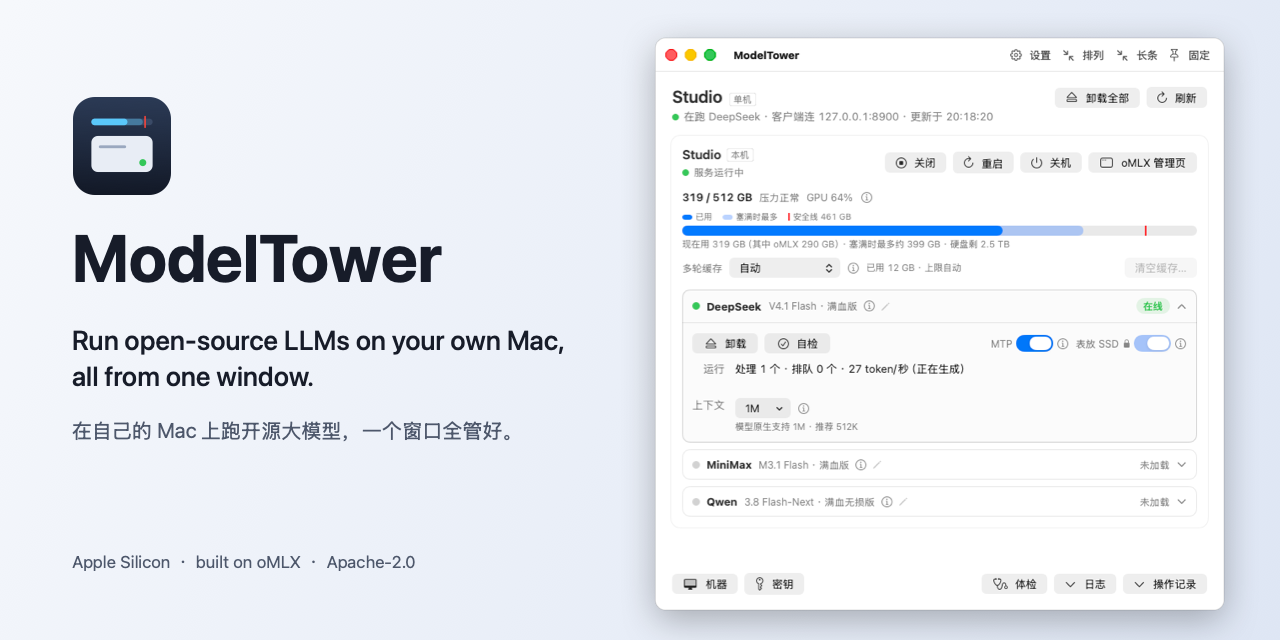 ModelTower
Run open-source LLMs on your own Mac,
all from one window.
在自己的 Mac 上跑开源大模型，一个窗口全管好。
Apple Silicon · built on oMLX · Apache-2.0
ModelTower 设置 排列 长条 固定
Studio 单机 卸载全部 刷新
在跑 DeepSeek · 客户端连 127.0.0.1:8900 · 更新于 20:18:20
Studio 本机 关闭 重启 关机 oMLX 管理页
服务运行中
319 / 512 GB 压力正常 GPU 64%
已用 塞满时最多 安全线 461 GB
现在用 319 GB (其中 oMLX 290 GB) · 塞满时最多约 399 GB · 硬盘剩 2.5 TB
多轮缓存 自动 已用 12 GB · 上限自动 清空缓存...
DeepSeek V4.1 Flash · 满血版 在线
卸载 自检 MTP 表放 SSD
运行 处理 1 个 · 排队 0 个 · 27 token/秒 (正在生成)
上下文 1M
模型原生支持 1M · 推荐 512K
MiniMax M3.1 Flash · 满血版 未加载
Qwen 3.8 Flash-Next · 满血无损版 未加载
机器 密钥 体检 日志 操作记录